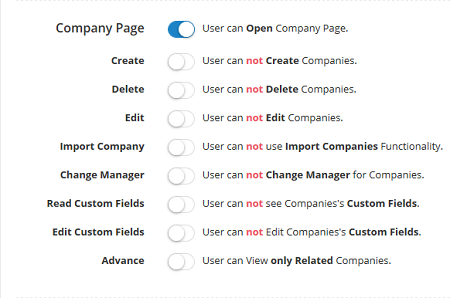 Company Page User can Open Company Page.
Create User can not Create Companies.
Delete User can not Delete Companies.
Edit User can not Edit Companies.
Import Company User can not use Import Companies Functionality.
Change Manager User can not Change Manager for Companies.
Read Custom Fields User can not see Companies's Custom Fields.
Edit Custom Fields User can not Edit Companies's Custom Fields.
Advance User can View only Related Companies.